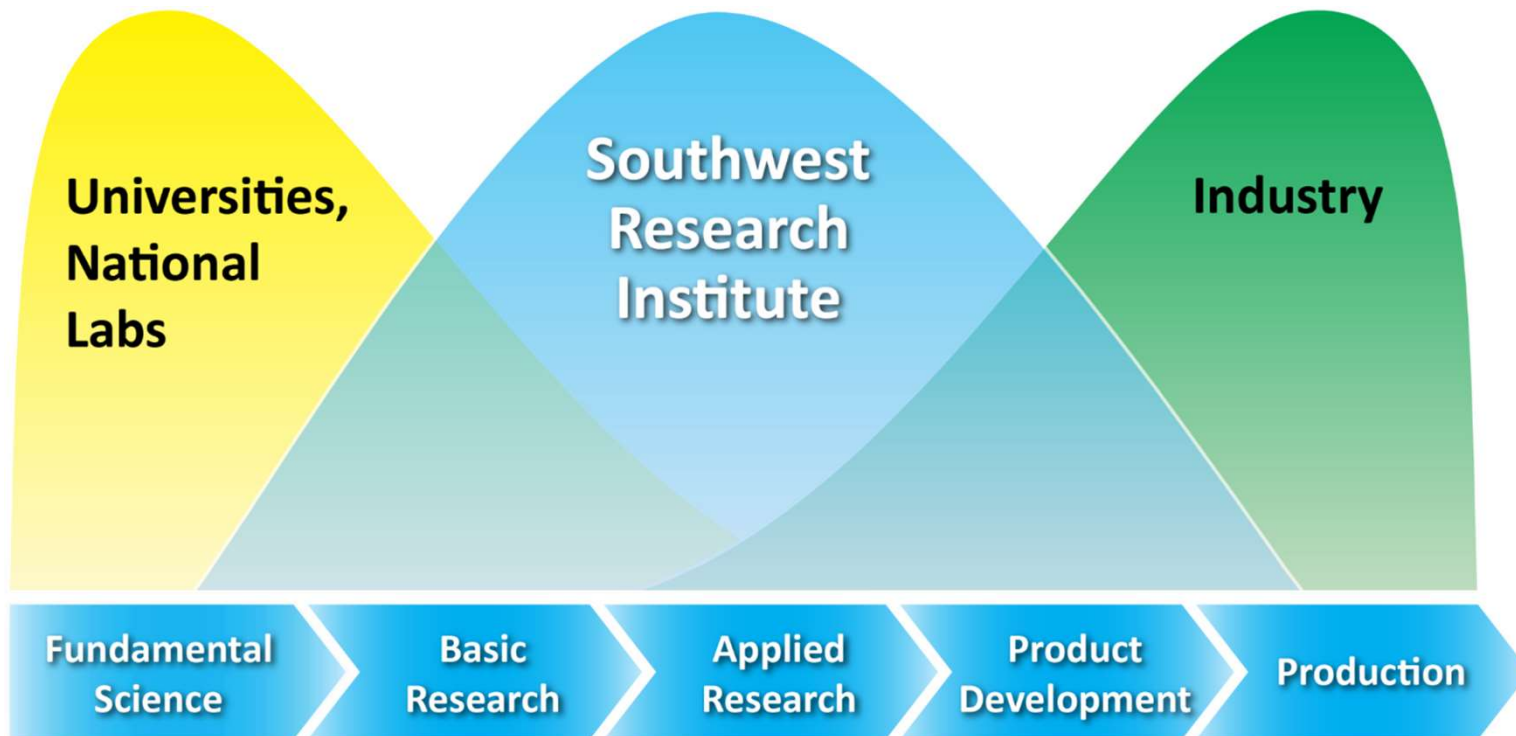 Universities,
National
Labs
Southwest
Research
Institute
Industry
Fundamental
Science
Basic
Research
Applied
Research
Product
Development
Production